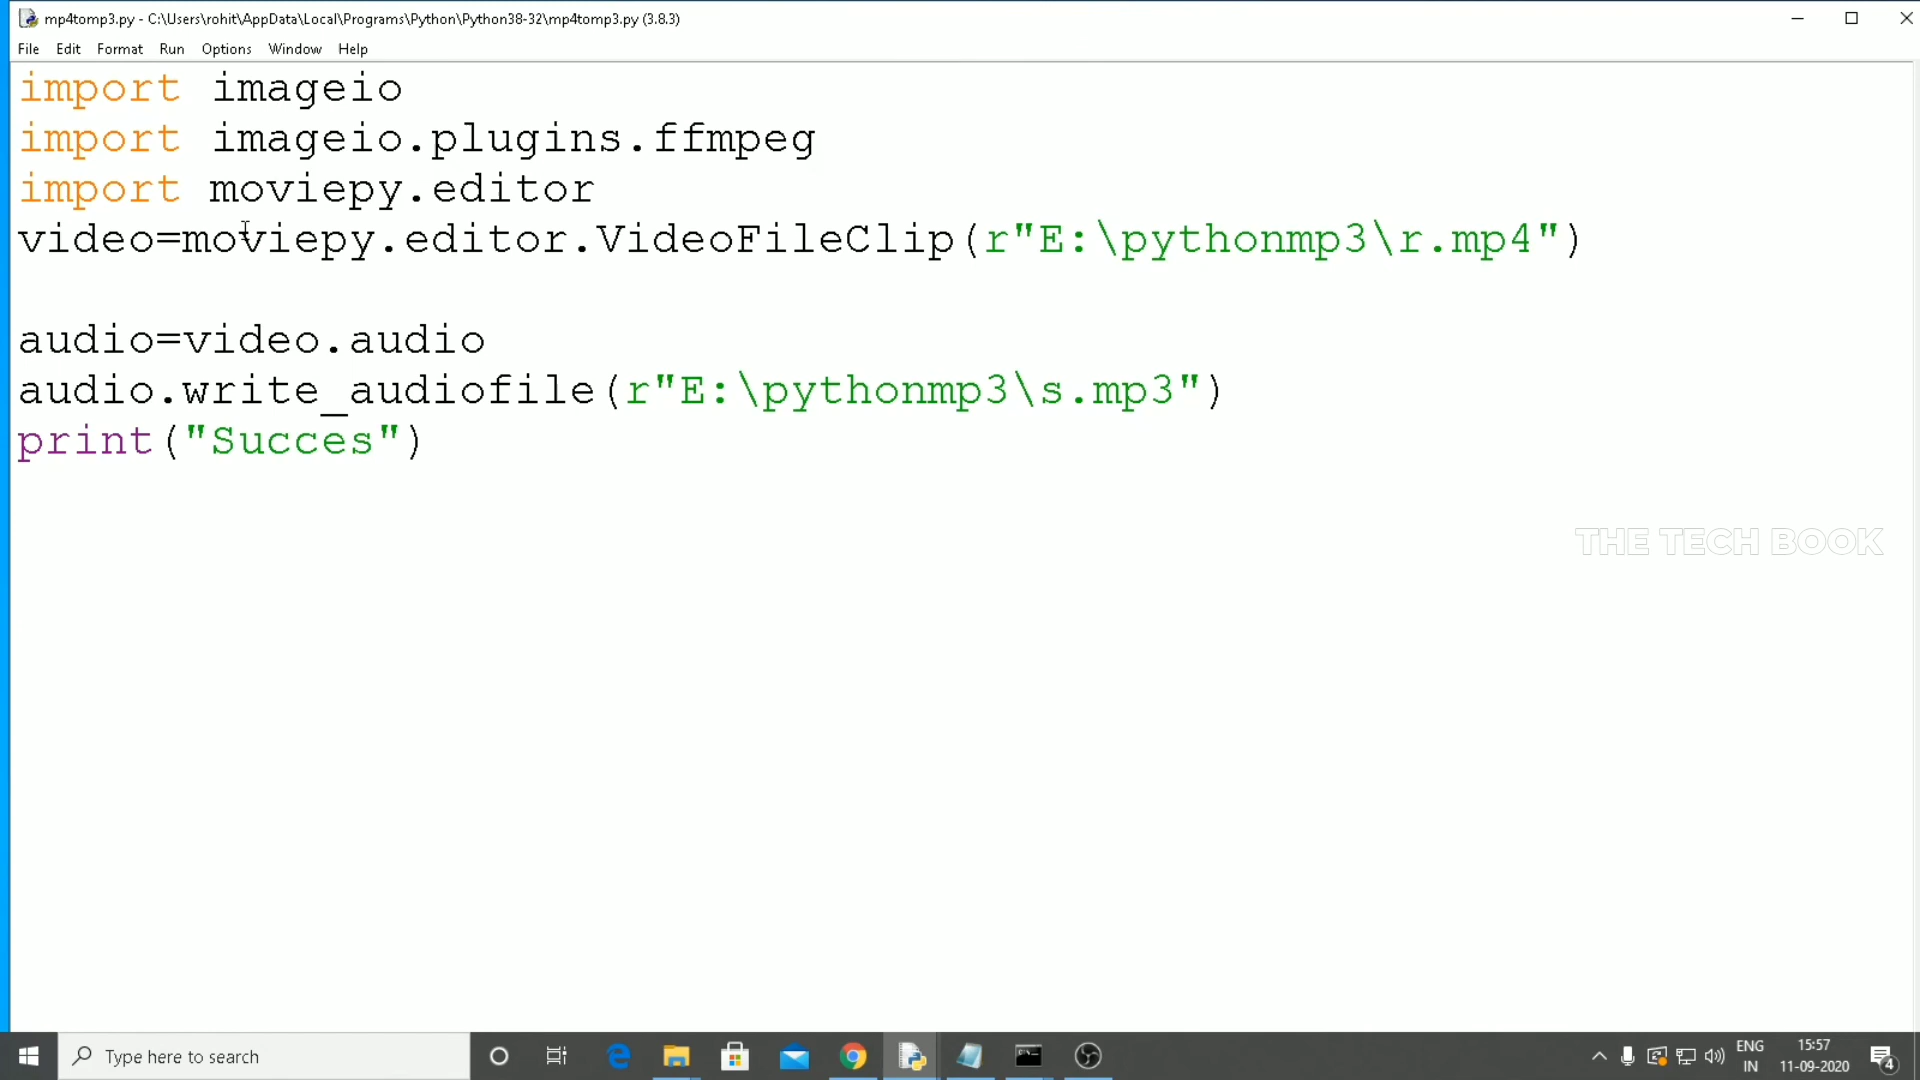 mp4tomp3.py - C:\Users\rohit\AppData\Local\Programs\Python\Python38-32\mp4tomp3.py (3.8.3)
File Edit Format Run Options Window Help
import imageio
import imageio.plugins.ffmpeg
import moviepy.editor
video=moviepy.editor.VideoFileClip(r"E:\pythonmp3\r.mp4")
audio=video.audio
audio.write_audiofile(r"E:\pythonmp3\s.mp3")
print("Succes")
THE TECH BOOK
Type here to search
ENG
IN
15:57
11-09-2020
4